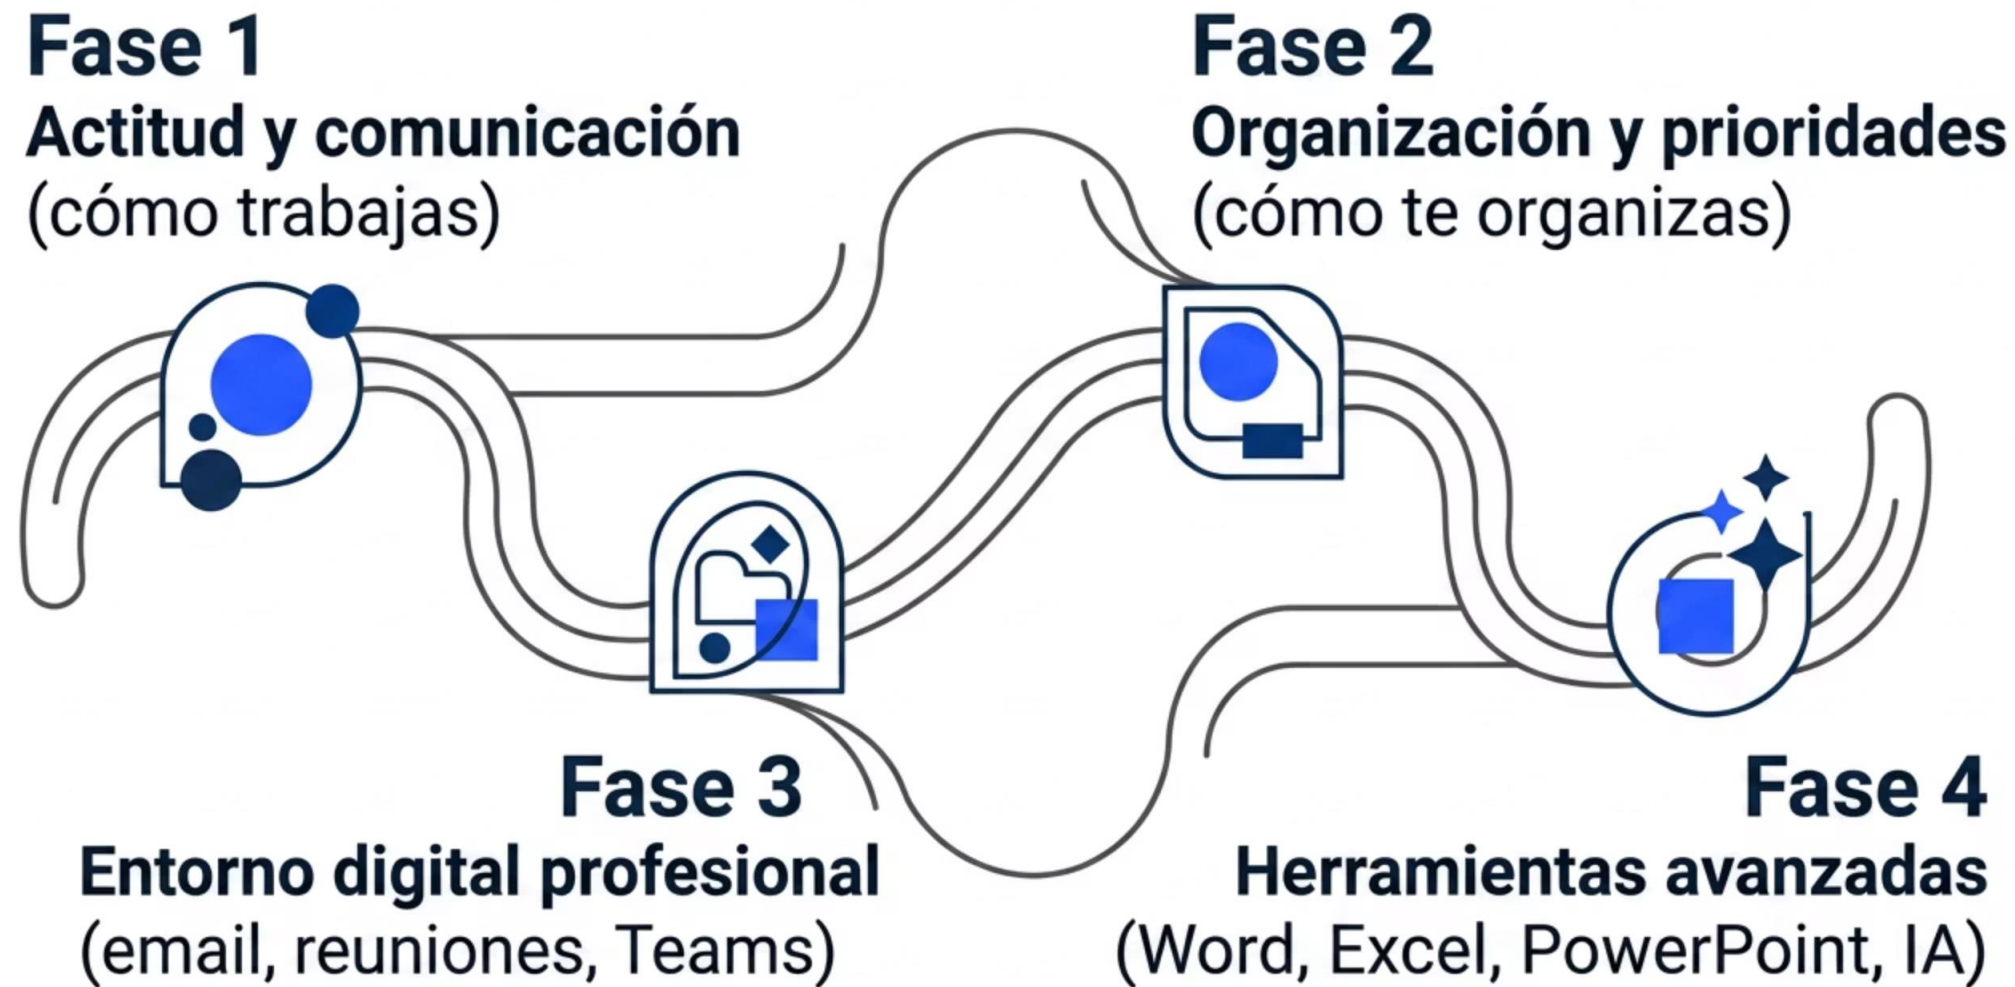 Fase 1
Actitud y comunicación
(cómo trabajas)
Fase 2
Organización y prioridades
(cómo te organizas)
Fase 3
Entorno digital profesional
(email, reuniones, Teams)
Fase 4
Herramientas avanzadas
(Word, Excel, PowerPoint, IA)